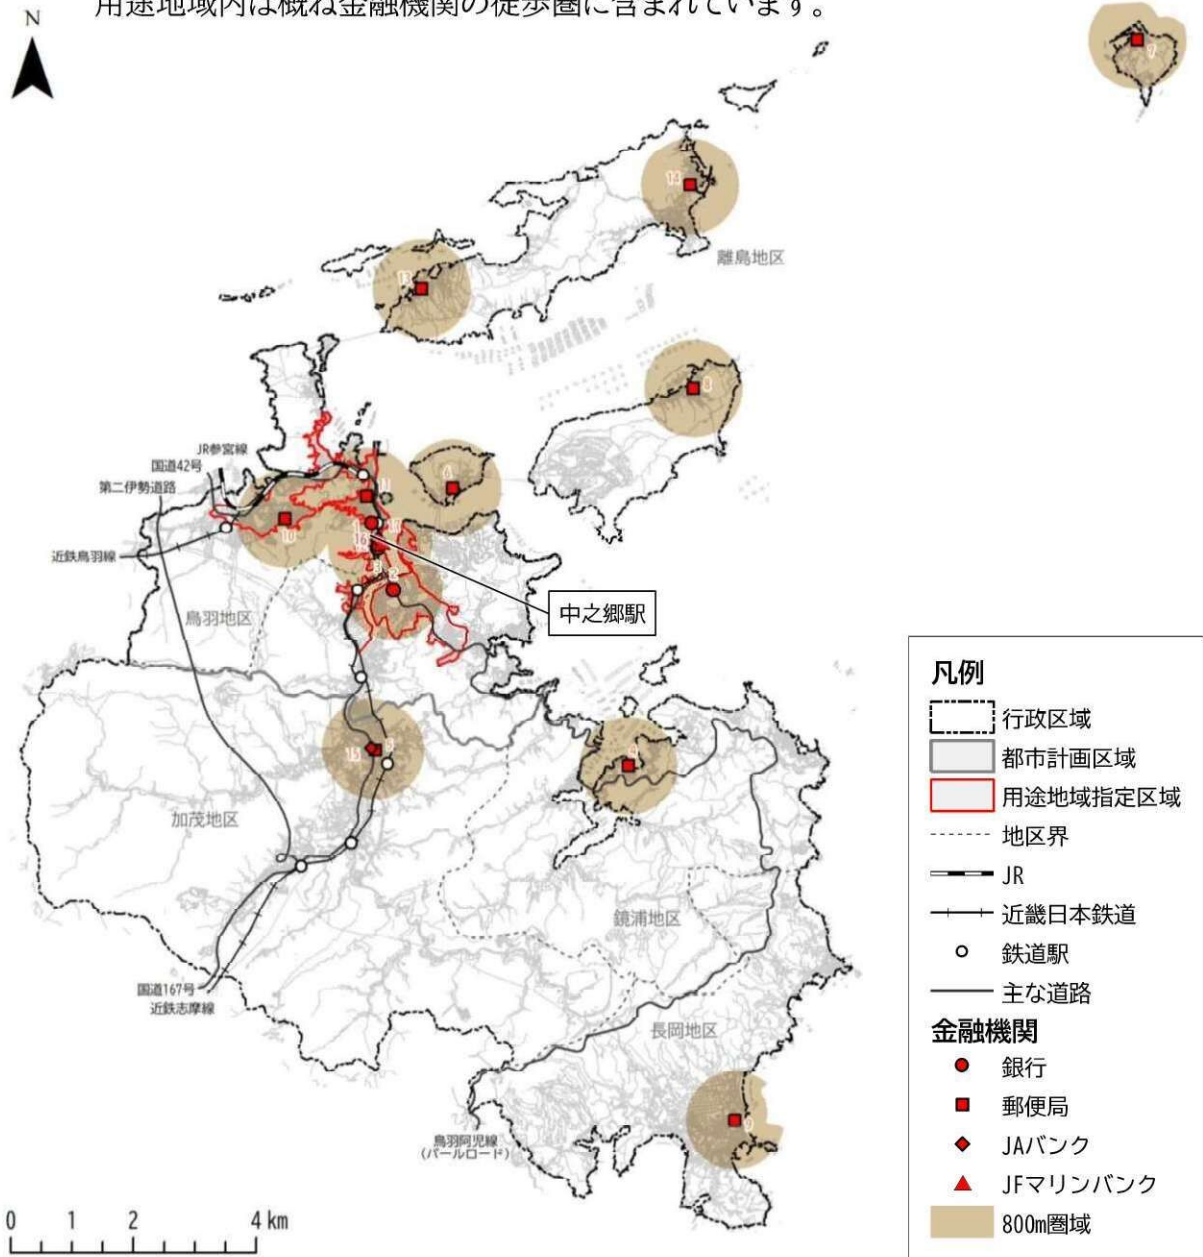 用途地域内は概ね金融機関の徒歩圏に含まれています。
N
7
離島地区
8
JR参宮線
国道42号
第二伊勢道路
近鉄鳥羽線
10
2
中之郷駅
鳥羽地区
15
加茂地区
鏡浦地区
国道167号
近鉄志摩線
長岡地区
鳥羽阿児線
(パールロード)
0 1 2 4 km
凡例
行政区域
都市計画区域
用途地域指定区域
地区界
JR
近畿日本鉄道
鉄道駅
主な道路
金融機関
銀行
郵便局
JAバンク
JFマリンバンク
800m圏域